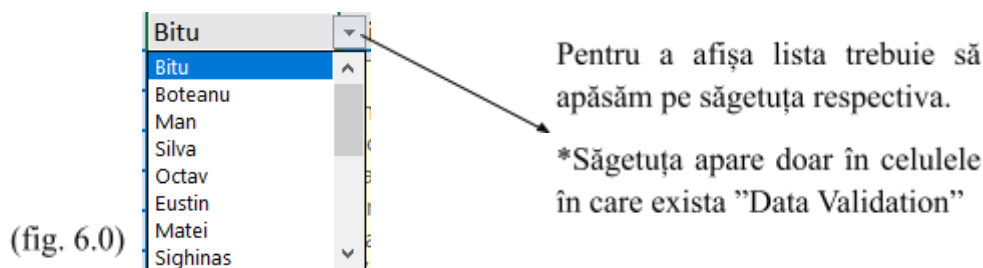 Bitu
Bitu
Boteanu
Man
Silva
Octav
Eustin
Matei
Sighinas
(fig. 6.0)
Pentru a afișa lista trebuie să
apăsăm pe săgetuța respectiva.
*Săgetuța apare doar în celulele
în care exista ”Data Validation”